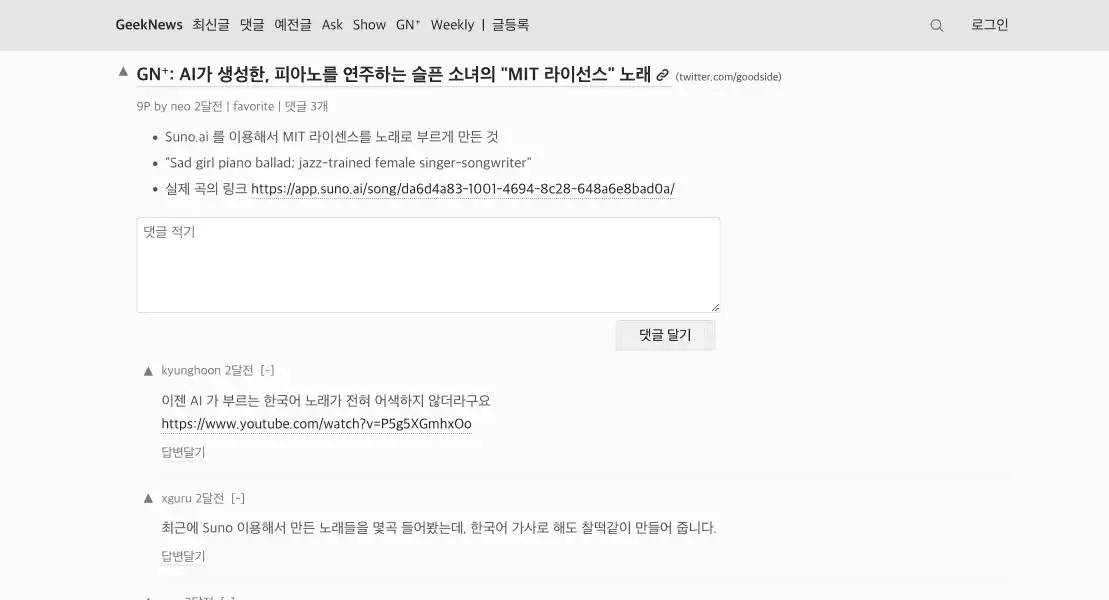 GeekNews 최신글 댓글 예전글 Ask Show GN⁺ Weekly | 글등록 로그인
▲ GN⁺: AI가 생성한, 피아노를 연주하는 슬픈 소녀의 "MIT 라이선스" 노래 (twitter.com/goodside)
9P by neo 2달전 | favorite | 댓글 3개
• Suno.ai 를 이용해서 MIT 라이센스를 노래로 부르게 만든 것
• "Sad girl piano ballad; jazz-trained female singer-songwriter"
• 실제 곡의 링크 https://app.suno.ai/song/da6d4a83-1001-4694-8c28-648a6e8bad0a/
댓글 적기
댓글 달기
▲ kyunghoon 2달전 [-]
이젠 AI 가 부르는 한국어 노래가 전혀 어색하지 않더라구요
https://www.youtube.com/watch?v=P5g5XGmhxOo
답변달기
▲ xguru 2달전 [-]
최근에 Suno 이용해서 만든 노래들을 몇곡 들어봤는데, 한국어 가사로 해도 찰떡같이 만들어 줍니다.
답변달기